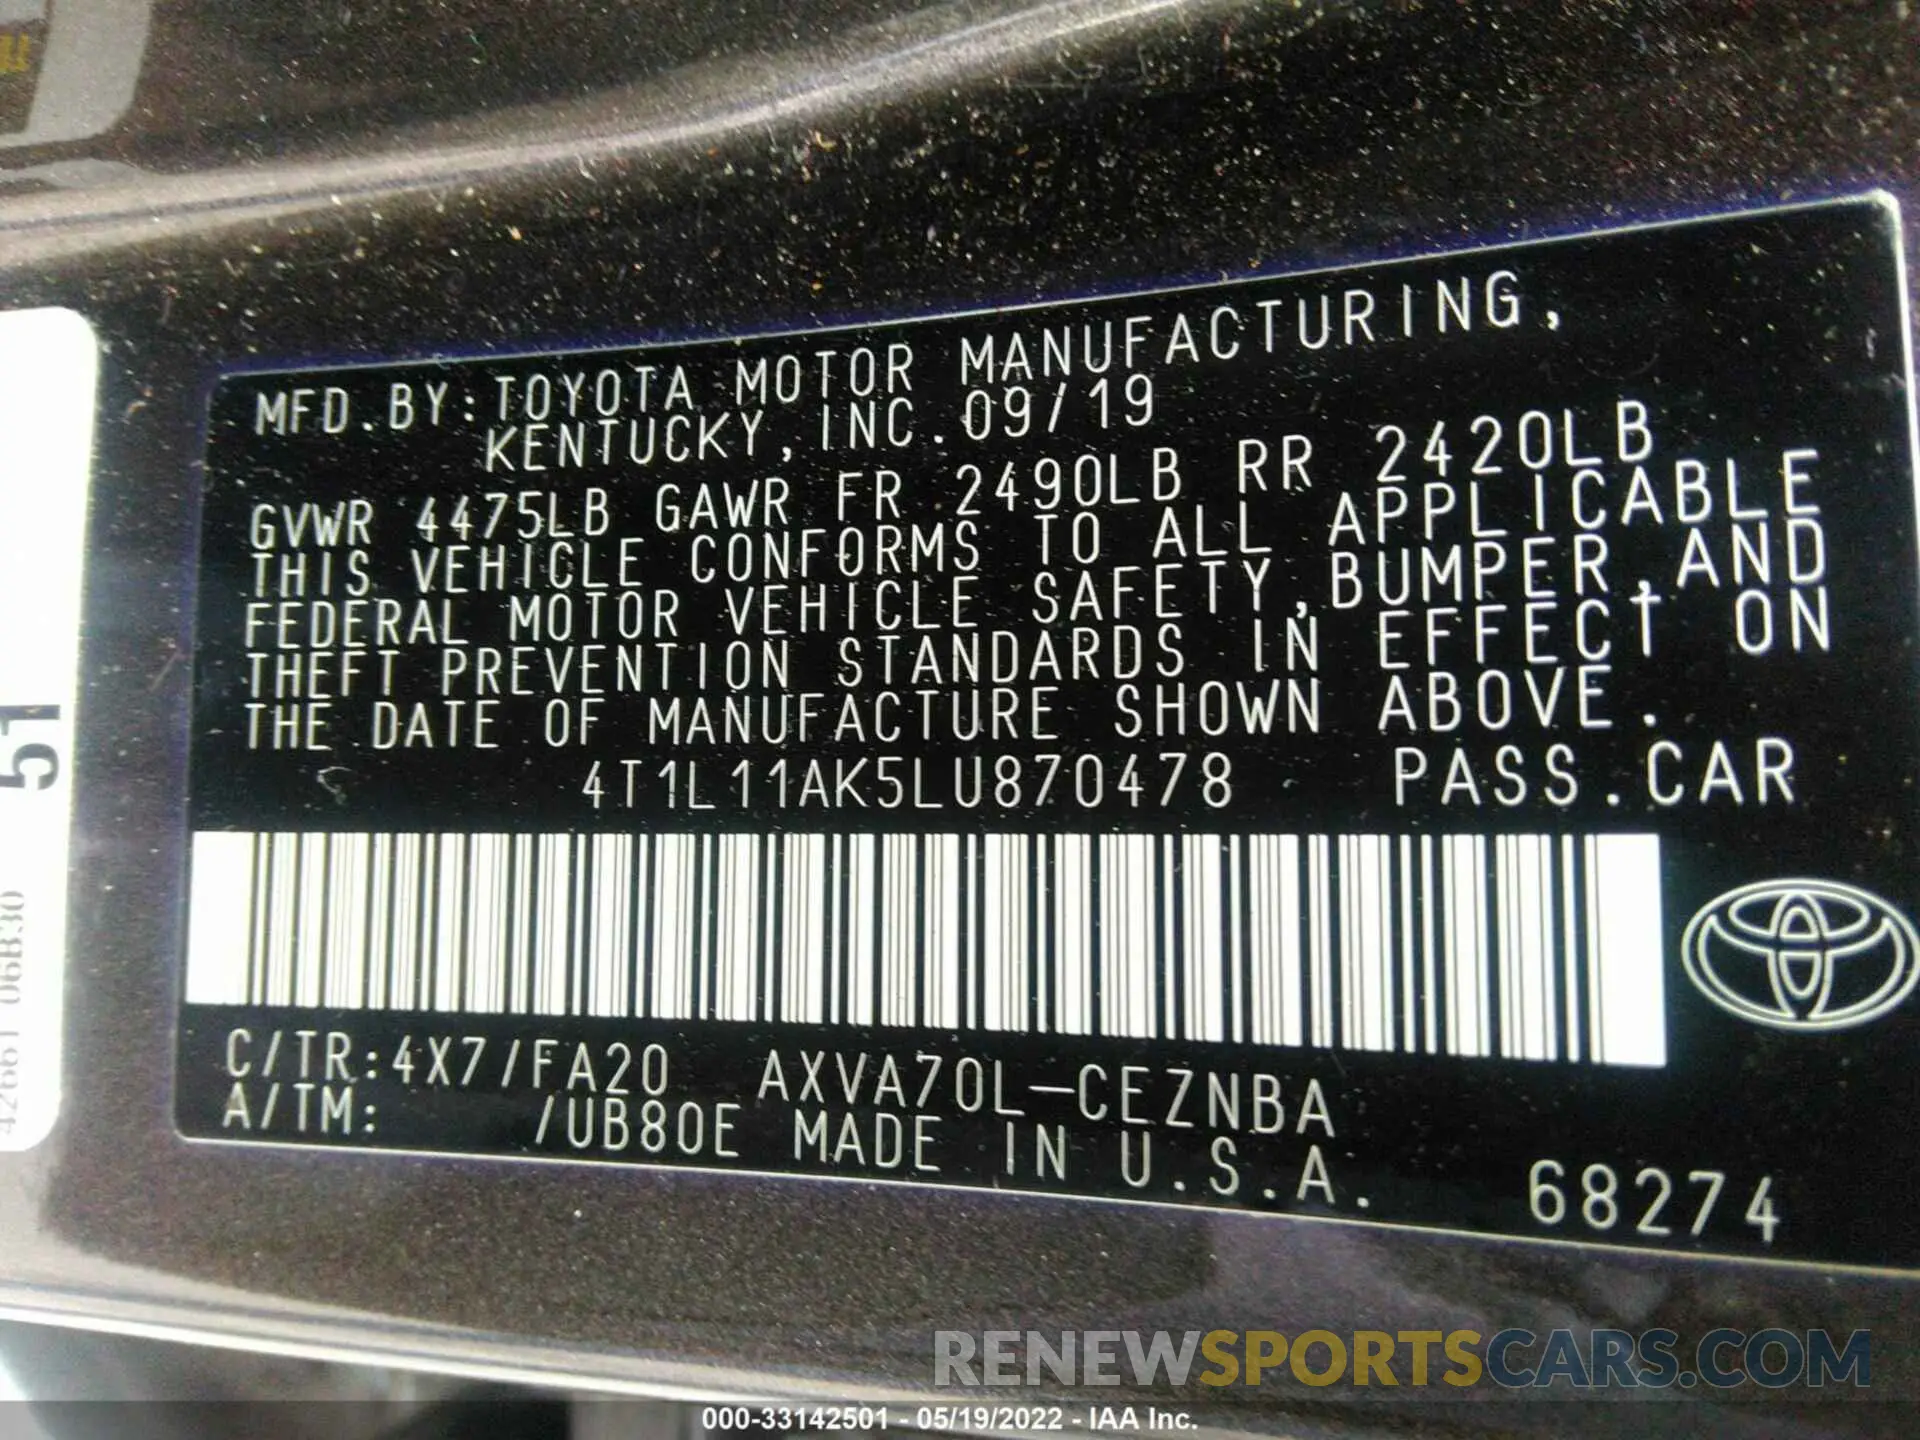 MFD.BY:TOYOTA MOTOR MANUFACTURING,
KENTUCKY, INC. 09/19
GVWR 4475LB GAWR FR 2490LB RR 2420LB
THIS VEHICLE CONFORMS TO ALL APPLICABLE
FEDERAL MOTOR VEHICLE SAFETY,BUMPER,AND
THEFT PREVENTION STANDARDS IN EFFECT ON
THE DATE OF MANUFACTURE SHOWN ABOVE.
4T1L11AK5LU870478 PASS.CAR
C/TR:4X7/FA20 AXVA70L-CEZNBA
A/TM: /UB80E MADE IN U.S.A.
68274
51
42661 06B30
RENEWSPORTSCARS.COM
000-33142501 - 05/19/2022 - IAA Inc.